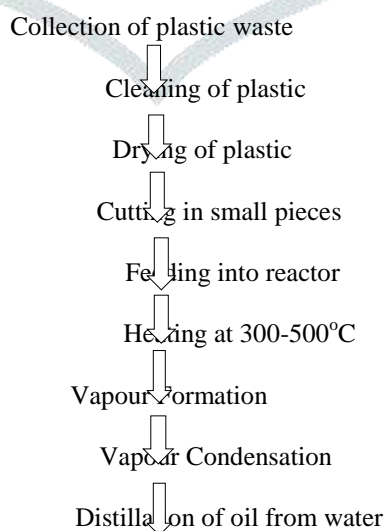 Collection of plastic waste
Cleaning of plastic
Drying of plastic
Cutting in small pieces
Feeding into reactor
Heating at 300-500°C
Vapour Formation
Vapour Condensation
Distillation of oil from water